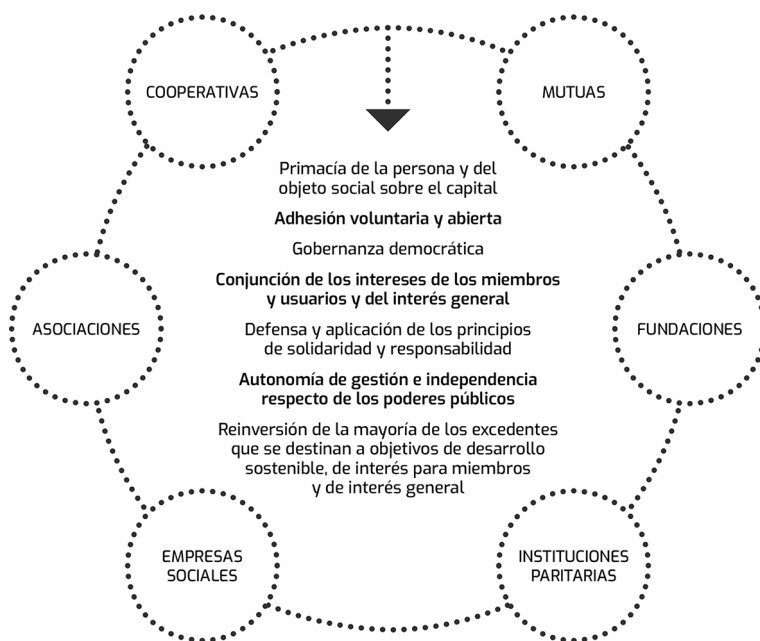 COOPERATIVAS
MUTUAS
Primacía de la persona y del
objeto social sobre el capital
Adhesión voluntaria y abierta
Gobernanza democrática
Conjunción de los intereses de los miembros
y usuarios y del interés general
ASOCIACIONES
FUNDACIONES
Defensa y aplicación de los principios
de solidaridad y responsabilidad
Autonomía de gestión e independencia
respecto de los poderes públicos
Reinversión de la mayoría de los excedentes
que se destinan a objetivos de desarrollo
sostenible, de interés para miembros
y de interés general
EMPRESAS
SOCIALES
INSTITUCIONES
PARITARIAS